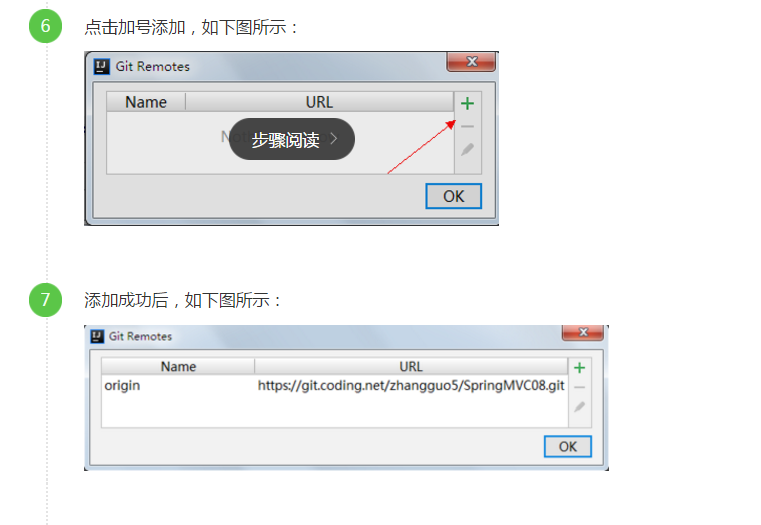 6
点击加号添加，如下图所示：
Git Remotes
Name URL
步骤阅读
OK
7
添加成功后，如下图所示：
Git Remotes
Name URL
origin https://git.coding.net/zhangguo5/SpringMVC08.git
OK